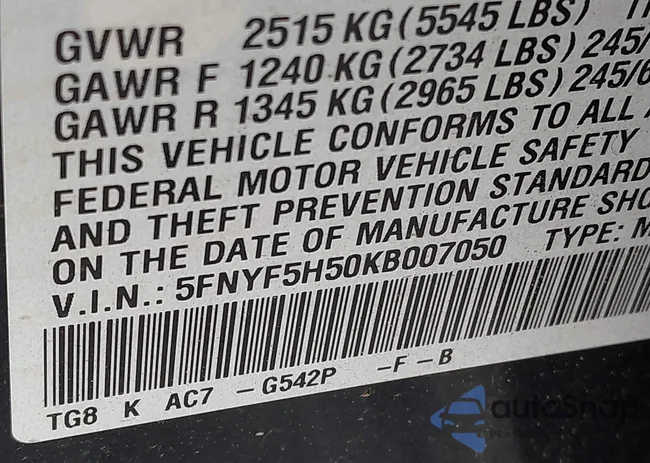 GVWR 2515 KG (5545 LBS)
GAWR F 1240 KG (2734 LBS) 245/
GAWR R 1345 KG (2965 LBS) 245/6
THIS VEHICLE CONFORMS TO ALL
FEDERAL MOTOR VEHICLE SAFETY
AND THEFT PREVENTION STANDARD
ON THE DATE OF MANUFACTURE SHO
V.I.N.: 5FNYF5H50KB007050 TYPE: M
TG8 K AC7 - G542P - F - B
autoSnap